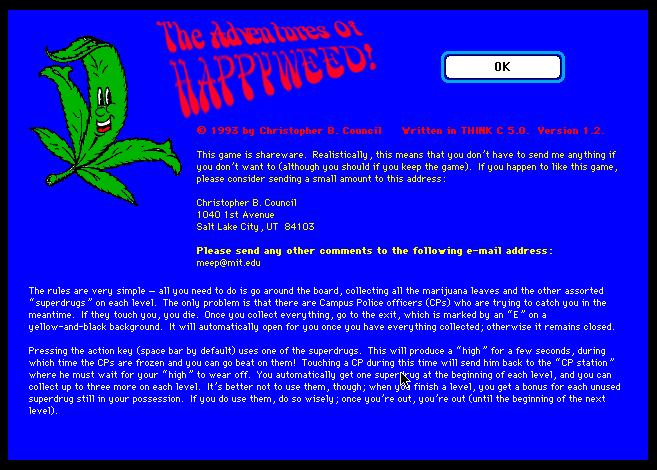 The Adventures Of
HAPPYWEED!
OK
© 1993 by Christopher B. Council Written in THINK C 5.0. Version 1.2.
This game is shareware. Realistically, this means that you don't have to send me anything if
you don't want to (although you should if you keep the game). If you happen to like this game,
please consider sending a small amount to this address:
Christopher B. Council
1040 1st Avenue
Salt Lake City, UT 84103
Please send any other comments to the following e-mail address:
meep@mit.edu
The rules are very simple — all you need to do is go around the board, collecting all the marijuana leaves and the other assorted
“superdrugs” on each level. The only problem is that there are Campus Police officers (CPs) who are trying to catch you in the
meantime. If they touch you, you die. Once you collect everything, go to the exit, which is marked by an “E” on a
yellow-and-black background. It will automatically open for you once you have everything collected; otherwise it remains closed.
Pressing the action key (space bar by default) uses one of the superdrugs. This will produce a “high” for a few seconds, during
which time the CPs are frozen and you can go beat on them! Touching a CP during this time will send him back to the “CP station”
where he must wait for your “high” to wear off. You automatically get one superdrug at the beginning of each level, and you can
collect up to three more on each level. It's better not to use them, though; when you finish a level, you get a bonus for each unused
superdrug still in your possession. If you do use them, do so wisely; once you're out, you're out (until the beginning of the next
level).